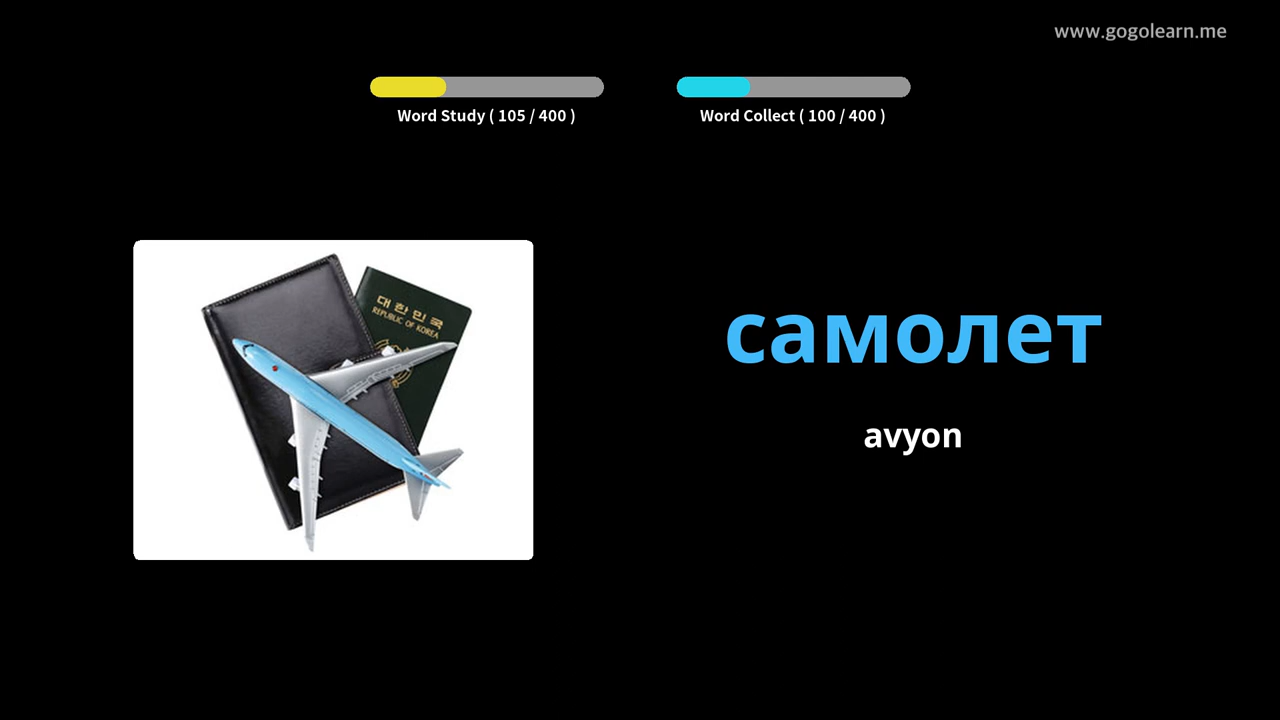 www.gogolearn.me
Word Study ( 105 / 400 )
Word Collect ( 100 / 400 )
대한민국
REPUBLIC OF KOREA
самолет
avyon